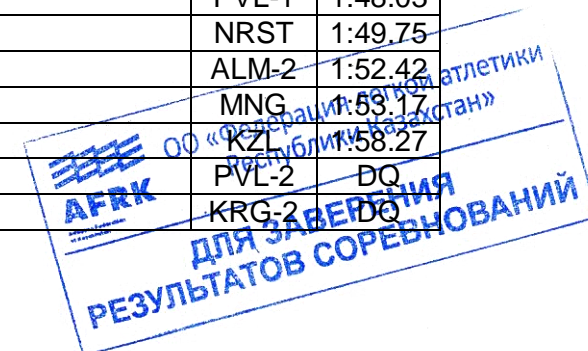 PVL-1 1:48.05
NRST 1:49.75
ALM-2 1:52.42
MNG 1:53.17
KZL 1:58.27
PVL-2 DQ
KRG-2 DQ
AFRK
ОО «Федерация легкой атлетики
Республики Казахстан»
ДЛЯ ЗАВЕРЕНИЯ
РЕЗУЛЬТАТОВ СОРЕВНОВАНИЙ